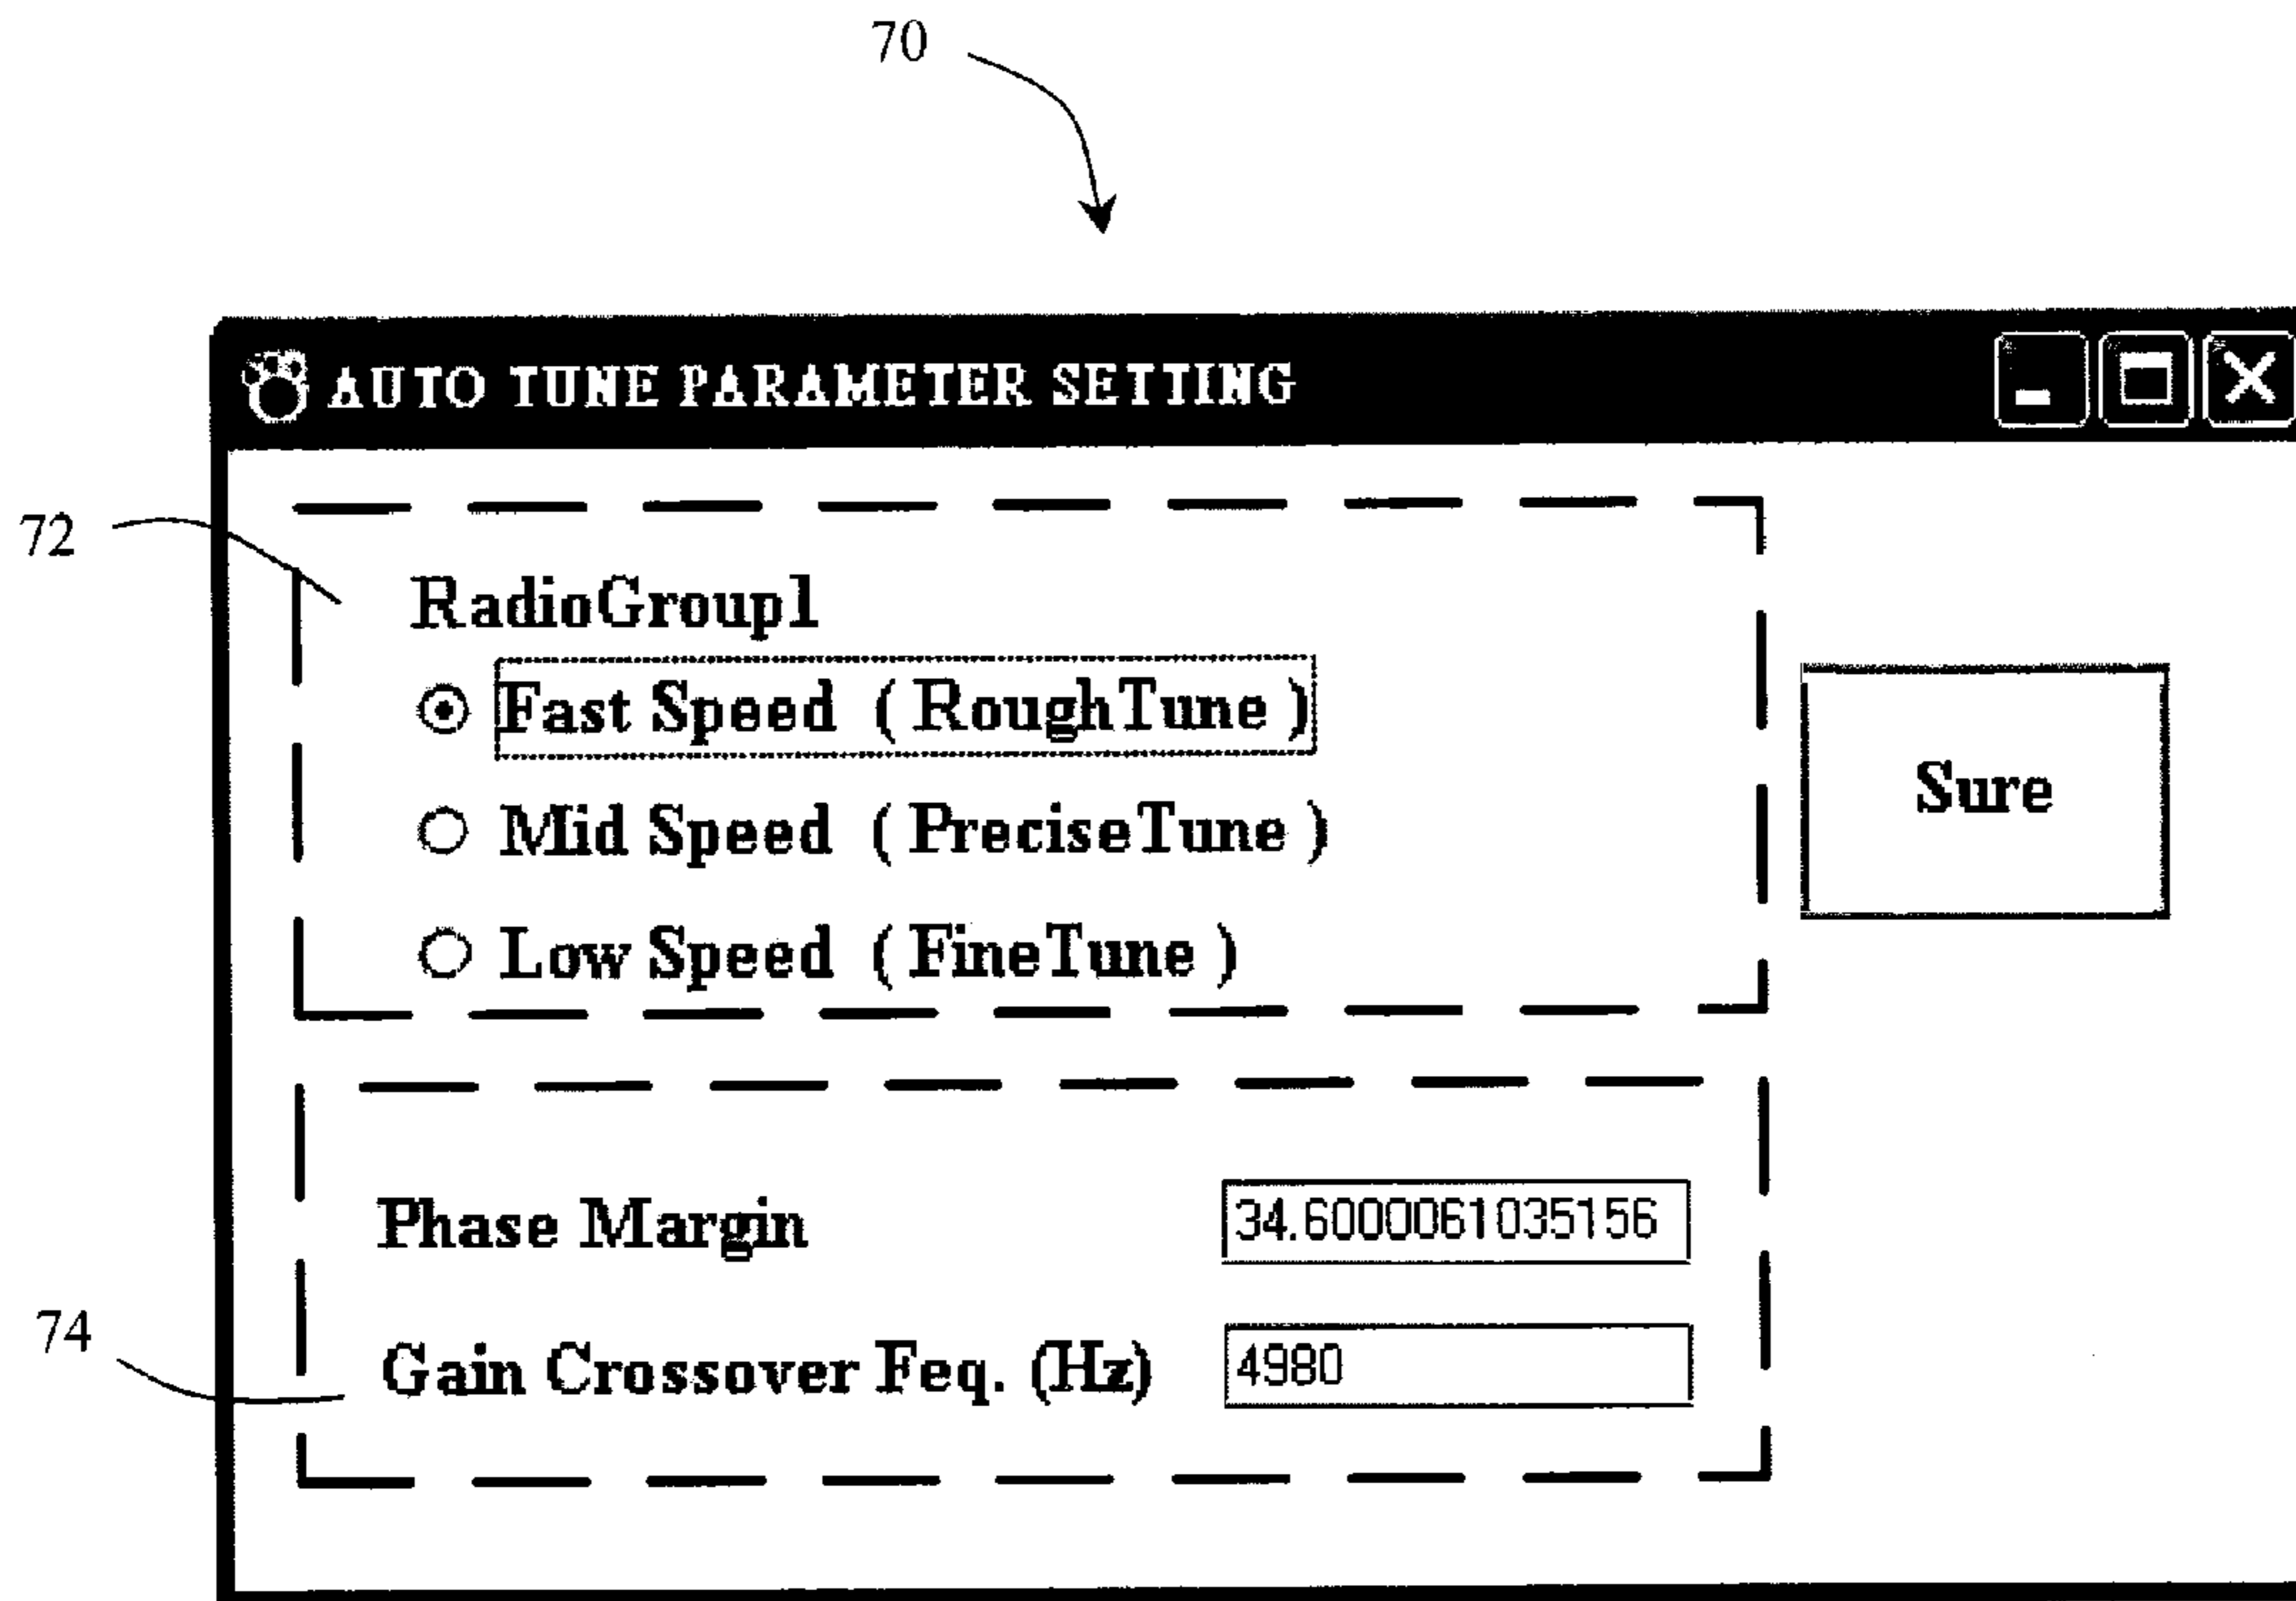 70
AUTO TUNE PARAMETER SETTING
72
RadioGroup1
Fast Speed (RoughTune)
Mid Speed (PreciseTune)
Low Speed (FineTune)
Sure
Phase Margin 34.6000061035156
74
Gain Crossover Feq. (Hz) 4980